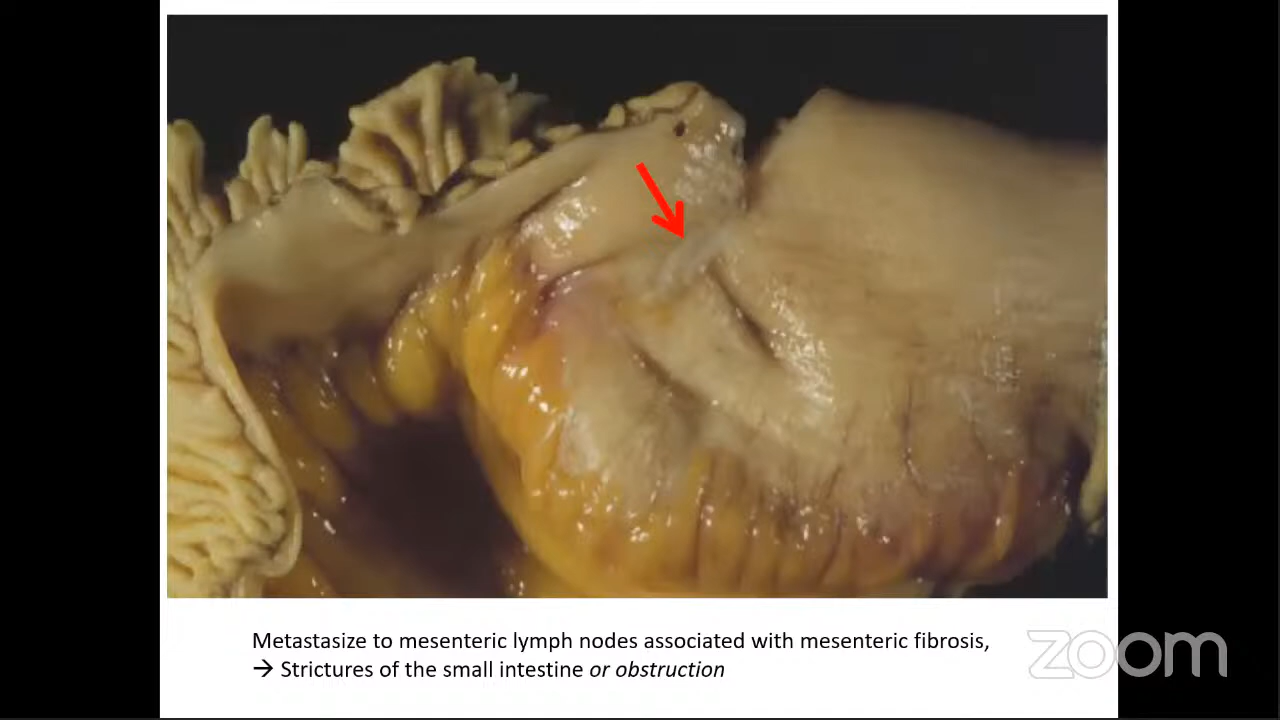 Metastasize to mesenteric lymph nodes associated with mesenteric fibrosis,
→ Strictures of the small intestine or obstruction
zoom